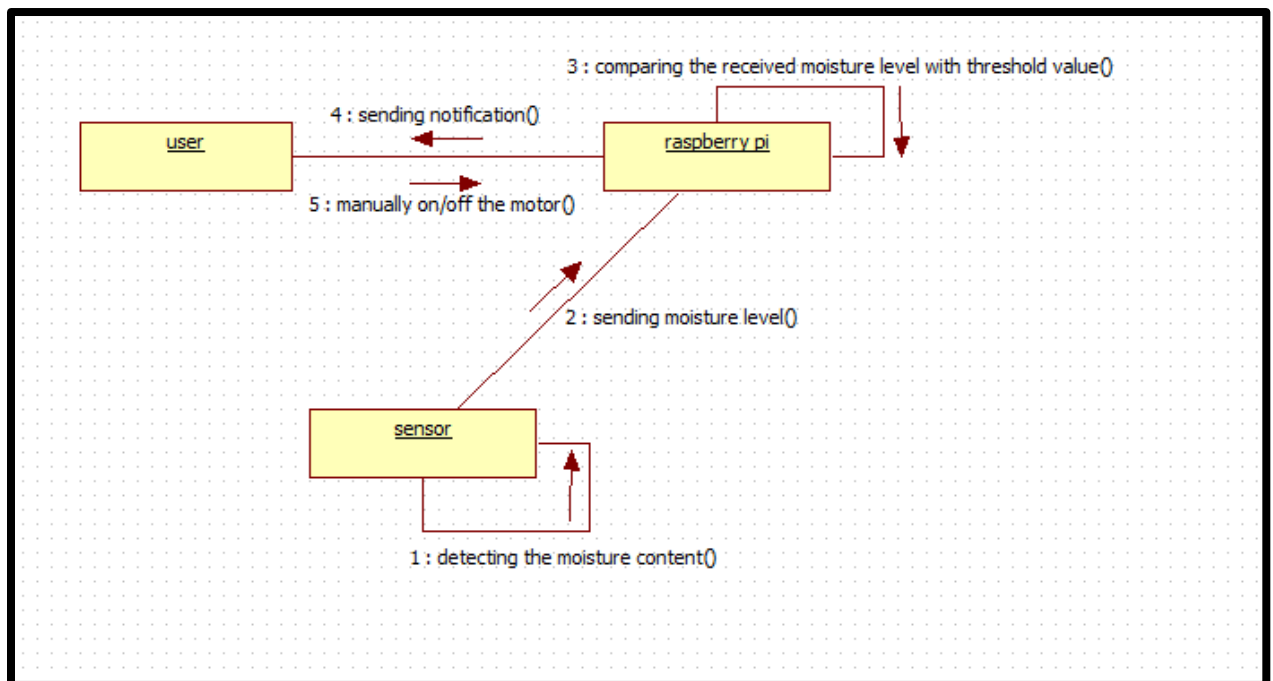 3 : comparing the received moisture level with threshold value()
4 : sending notification()
user
raspberry pi
5 : manually on/off the motor()
2 : sending moisture level()
sensor
1 : detecting the moisture content()